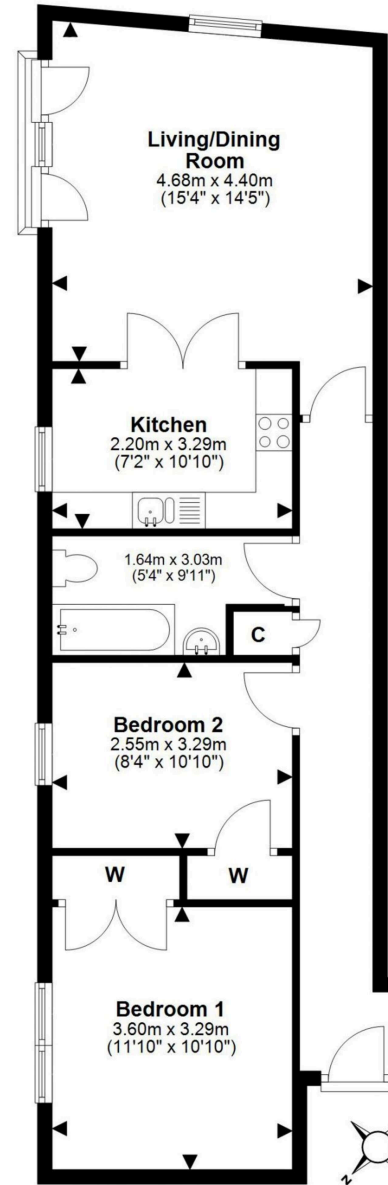 Living/Dining
Room
4.68m x 4.40m
(15'4" x 14'5")
Kitchen
2.20m x 3.29m
(7'2" x 10'10")
1.64m x 3.03m
(5'4" x 9'11")
C
Bedroom 2
2.55m x 3.29m
(8'4" x 10'10")
W
W
Bedroom 1
3.60m x 3.29m
(11'10" x 10'10")
N